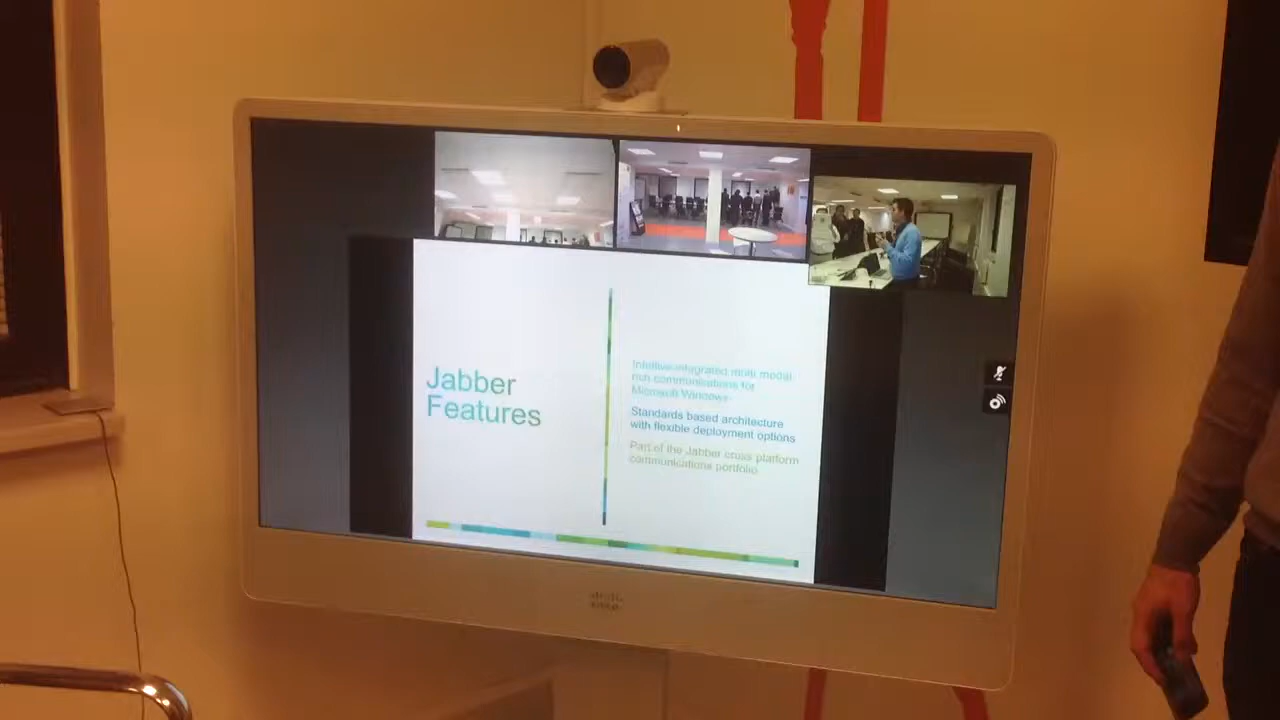 Jabber
Features
Intuitive integrated multi modal
rich communications for
Microsoft Windows
Standards based architecture
with flexible deployment options
Part of the Jabber cross platform
communications portfolio
cisco